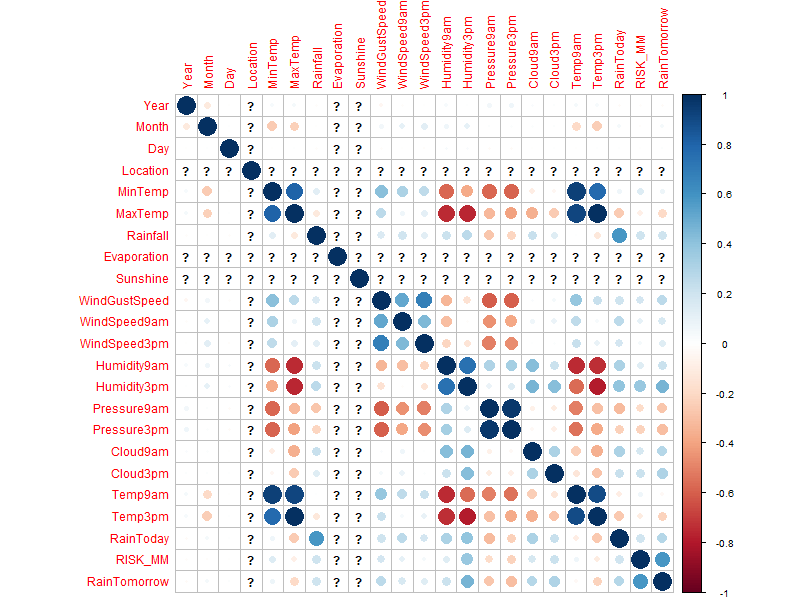 Year Month Day Location MinTemp MaxTemp Rainfall Evaporation Sunshine WindGustSpeed WindSpeed9am WindSpeed3pm Humidity9am Humidity3pm Pressure9am Pressure3pm Cloud9am Cloud3pm Temp9am Temp3pm RainToday RISK_MM RainTomorrow
Year ? ? ? 1
Month ? ? ?
Day ? ? ? 0.8
Location ? ? ? ? ? ? ? ? ? ? ? ? ? ? ? ? ? ? ? ? ? ?
MinTemp ? ? ? 0.6
MaxTemp ? ? ?
Rainfall ? ? ? 0.4
Evaporation ? ? ? ? ? ? ? ? ? ? ? ? ? ? ? ? ? ? ? ? ? ?
Sunshine ? ? ? ? ? ? ? ? ? ? ? ? ? ? ? ? ? ? ? ? ? ?
WindGustSpeed ? ? ? 0.2
WindSpeed9am ? ? ?
WindSpeed3pm ? ? ? 0
Humidity9am ? ? ?
Humidity3pm ? ? ? -0.2
Pressure9am ? ? ?
Pressure3pm ? ? ? -0.4
Cloud9am ? ? ?
Cloud3pm ? ? ?
Temp9am ? ? ? -0.6
Temp3pm ? ? ?
RainToday ? ? ? -0.8
RISK_MM ? ? ?
RainTomorrow ? ? ? -1